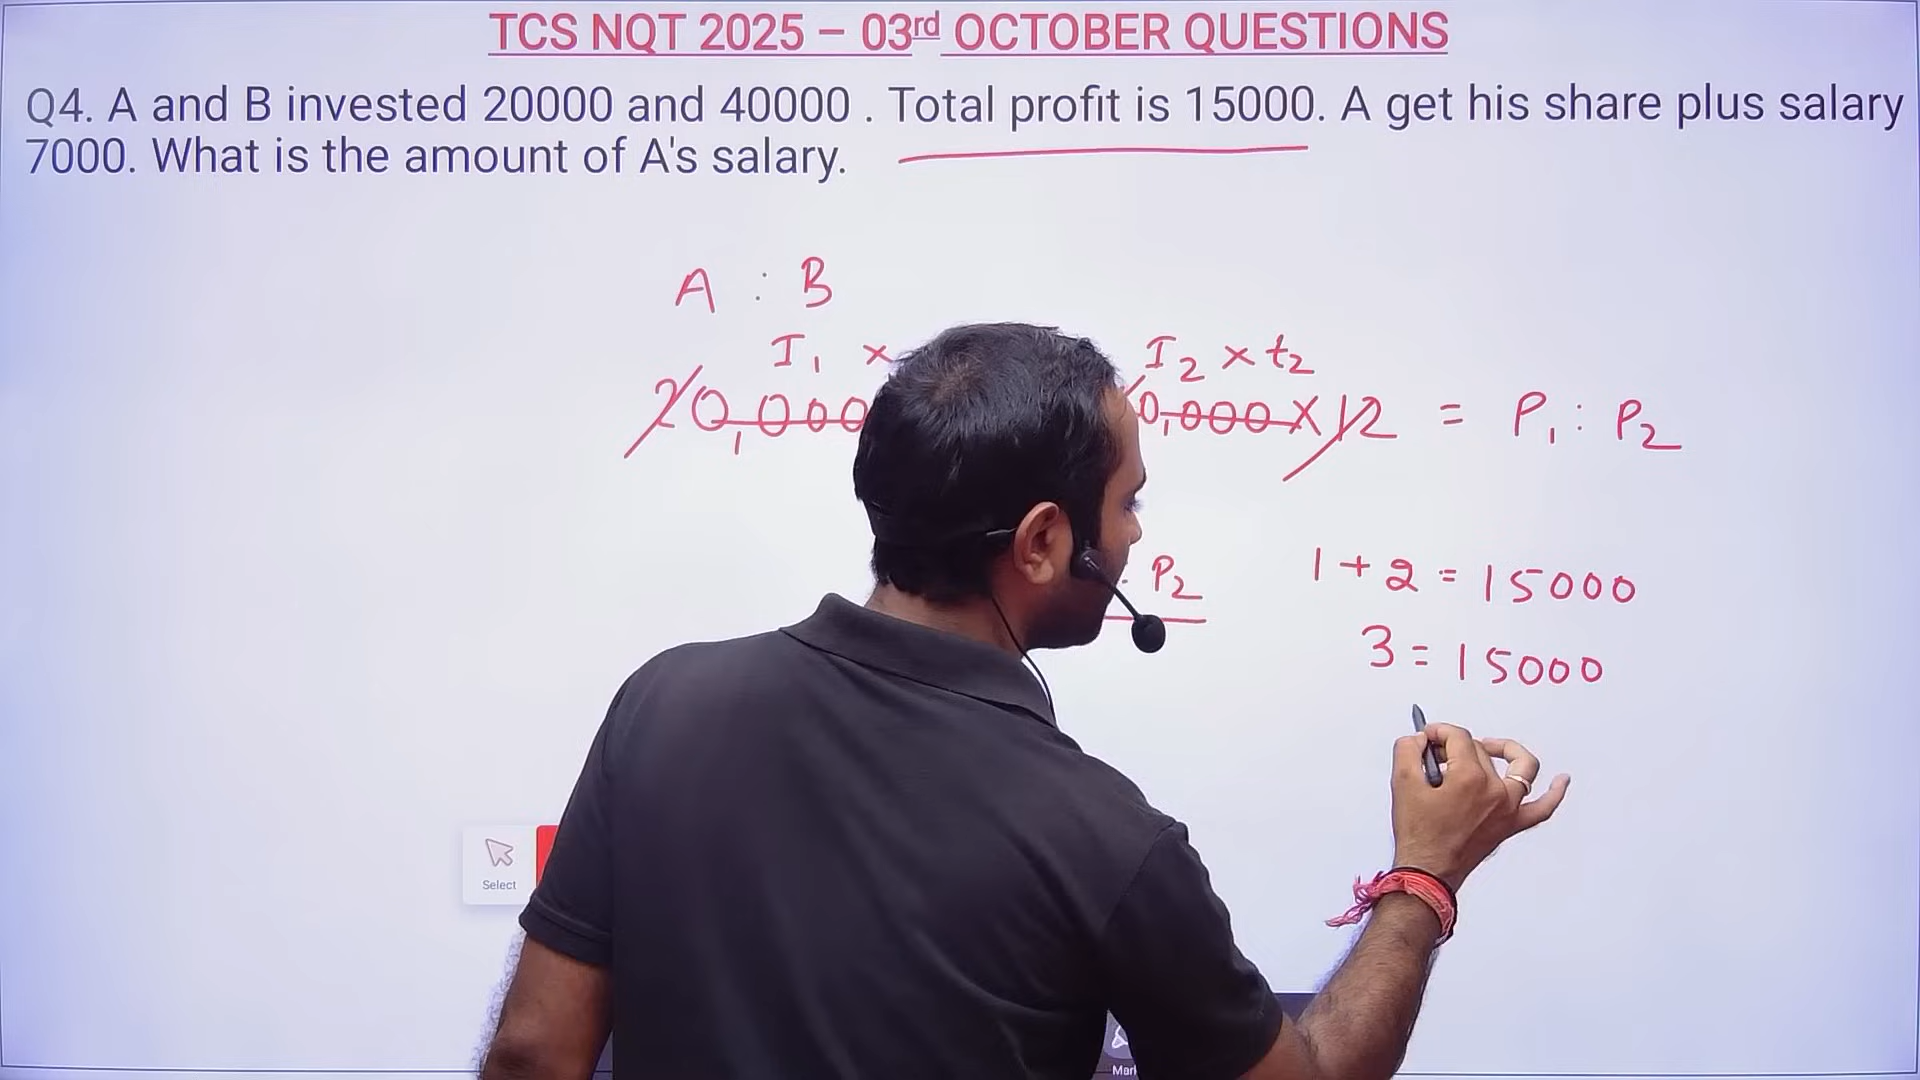 TCS NQT 2025 – 03rd OCTOBER QUESTIONS
Q4. A and B invested 20000 and 40000 . Total profit is 15000. A get his share plus salary
7000. What is the amount of A's salary.
A : B
I₁ × I₂ × t₂
20,000 0,000 × 12 = P₁ : P₂
P₂
1 + 2 = 15000
3 = 15000
Select